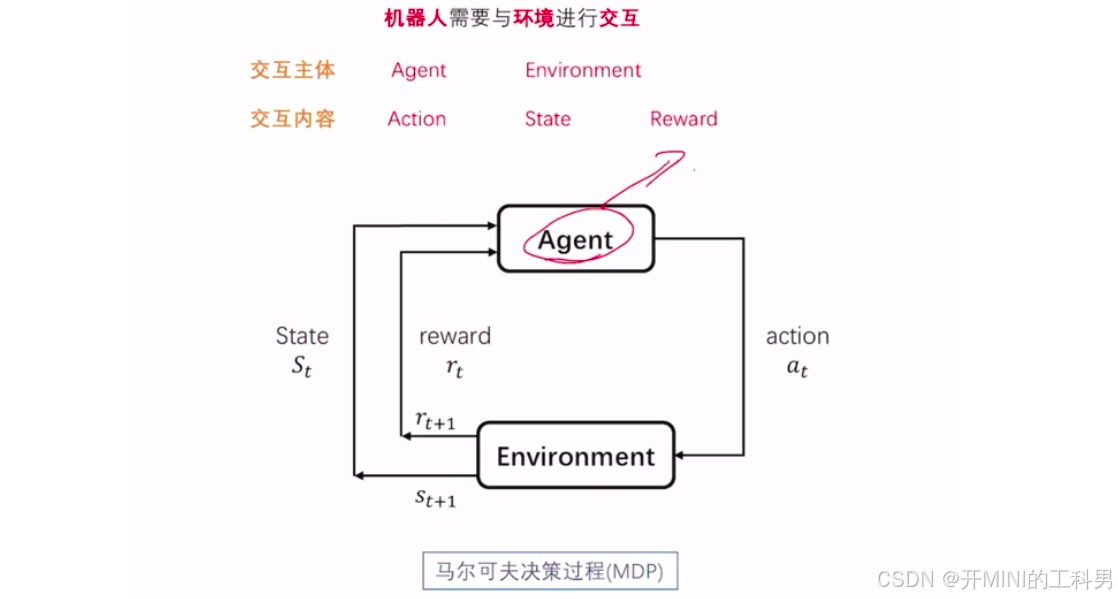 机器人需要与环境进行交互
交互主体 Agent Environment
交互内容 Action State Reward
Agent
State
S_t
reward
r_t
action
a_t
r_{t+1}
Environment
s_{t+1}
马尔可夫决策过程(MDP)
CSDN @开MINI的工科男